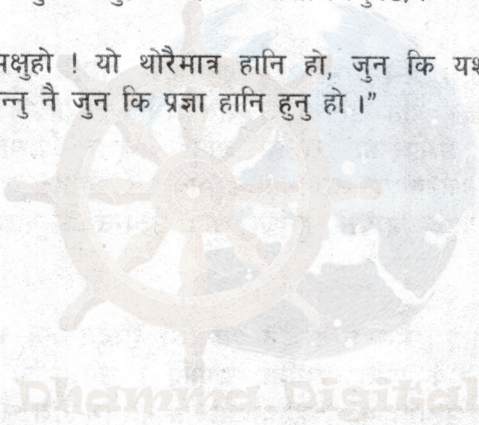 क्षुहो ! यो थोरैमात्र हानि हो, जुन कि यश
न्नु नै जुन कि प्रज्ञा हानि हुनु हो ।”
Dhamma.Digital